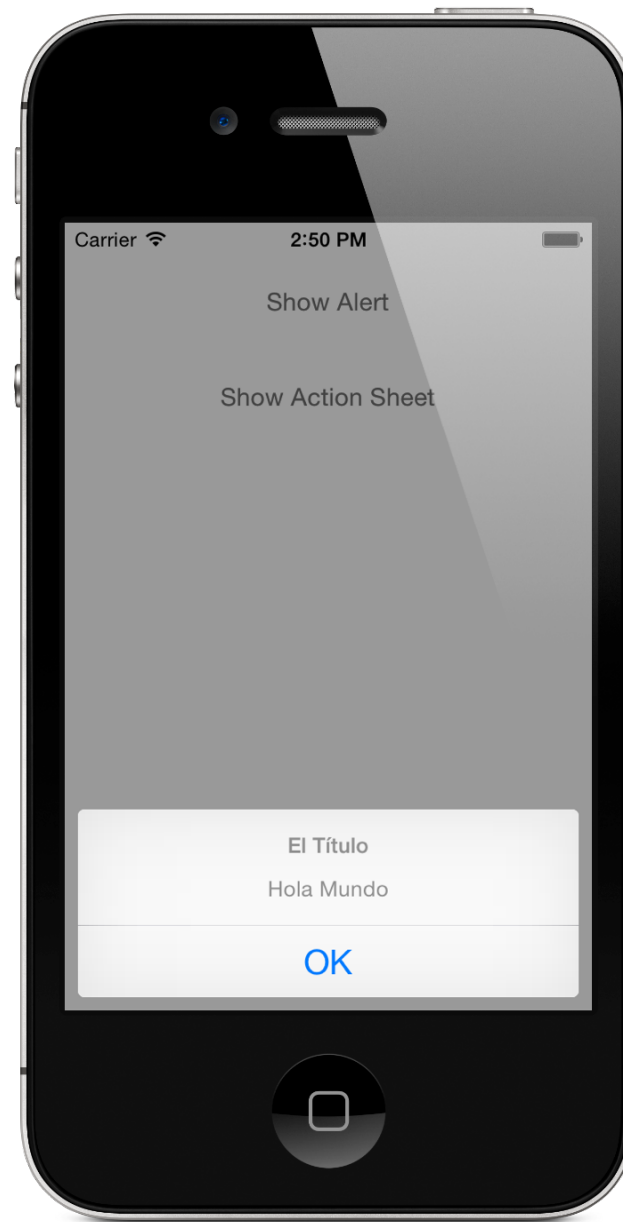 Carrier 2:50 PM
Show Alert
Show Action Sheet
El Título
Hola Mundo
OK